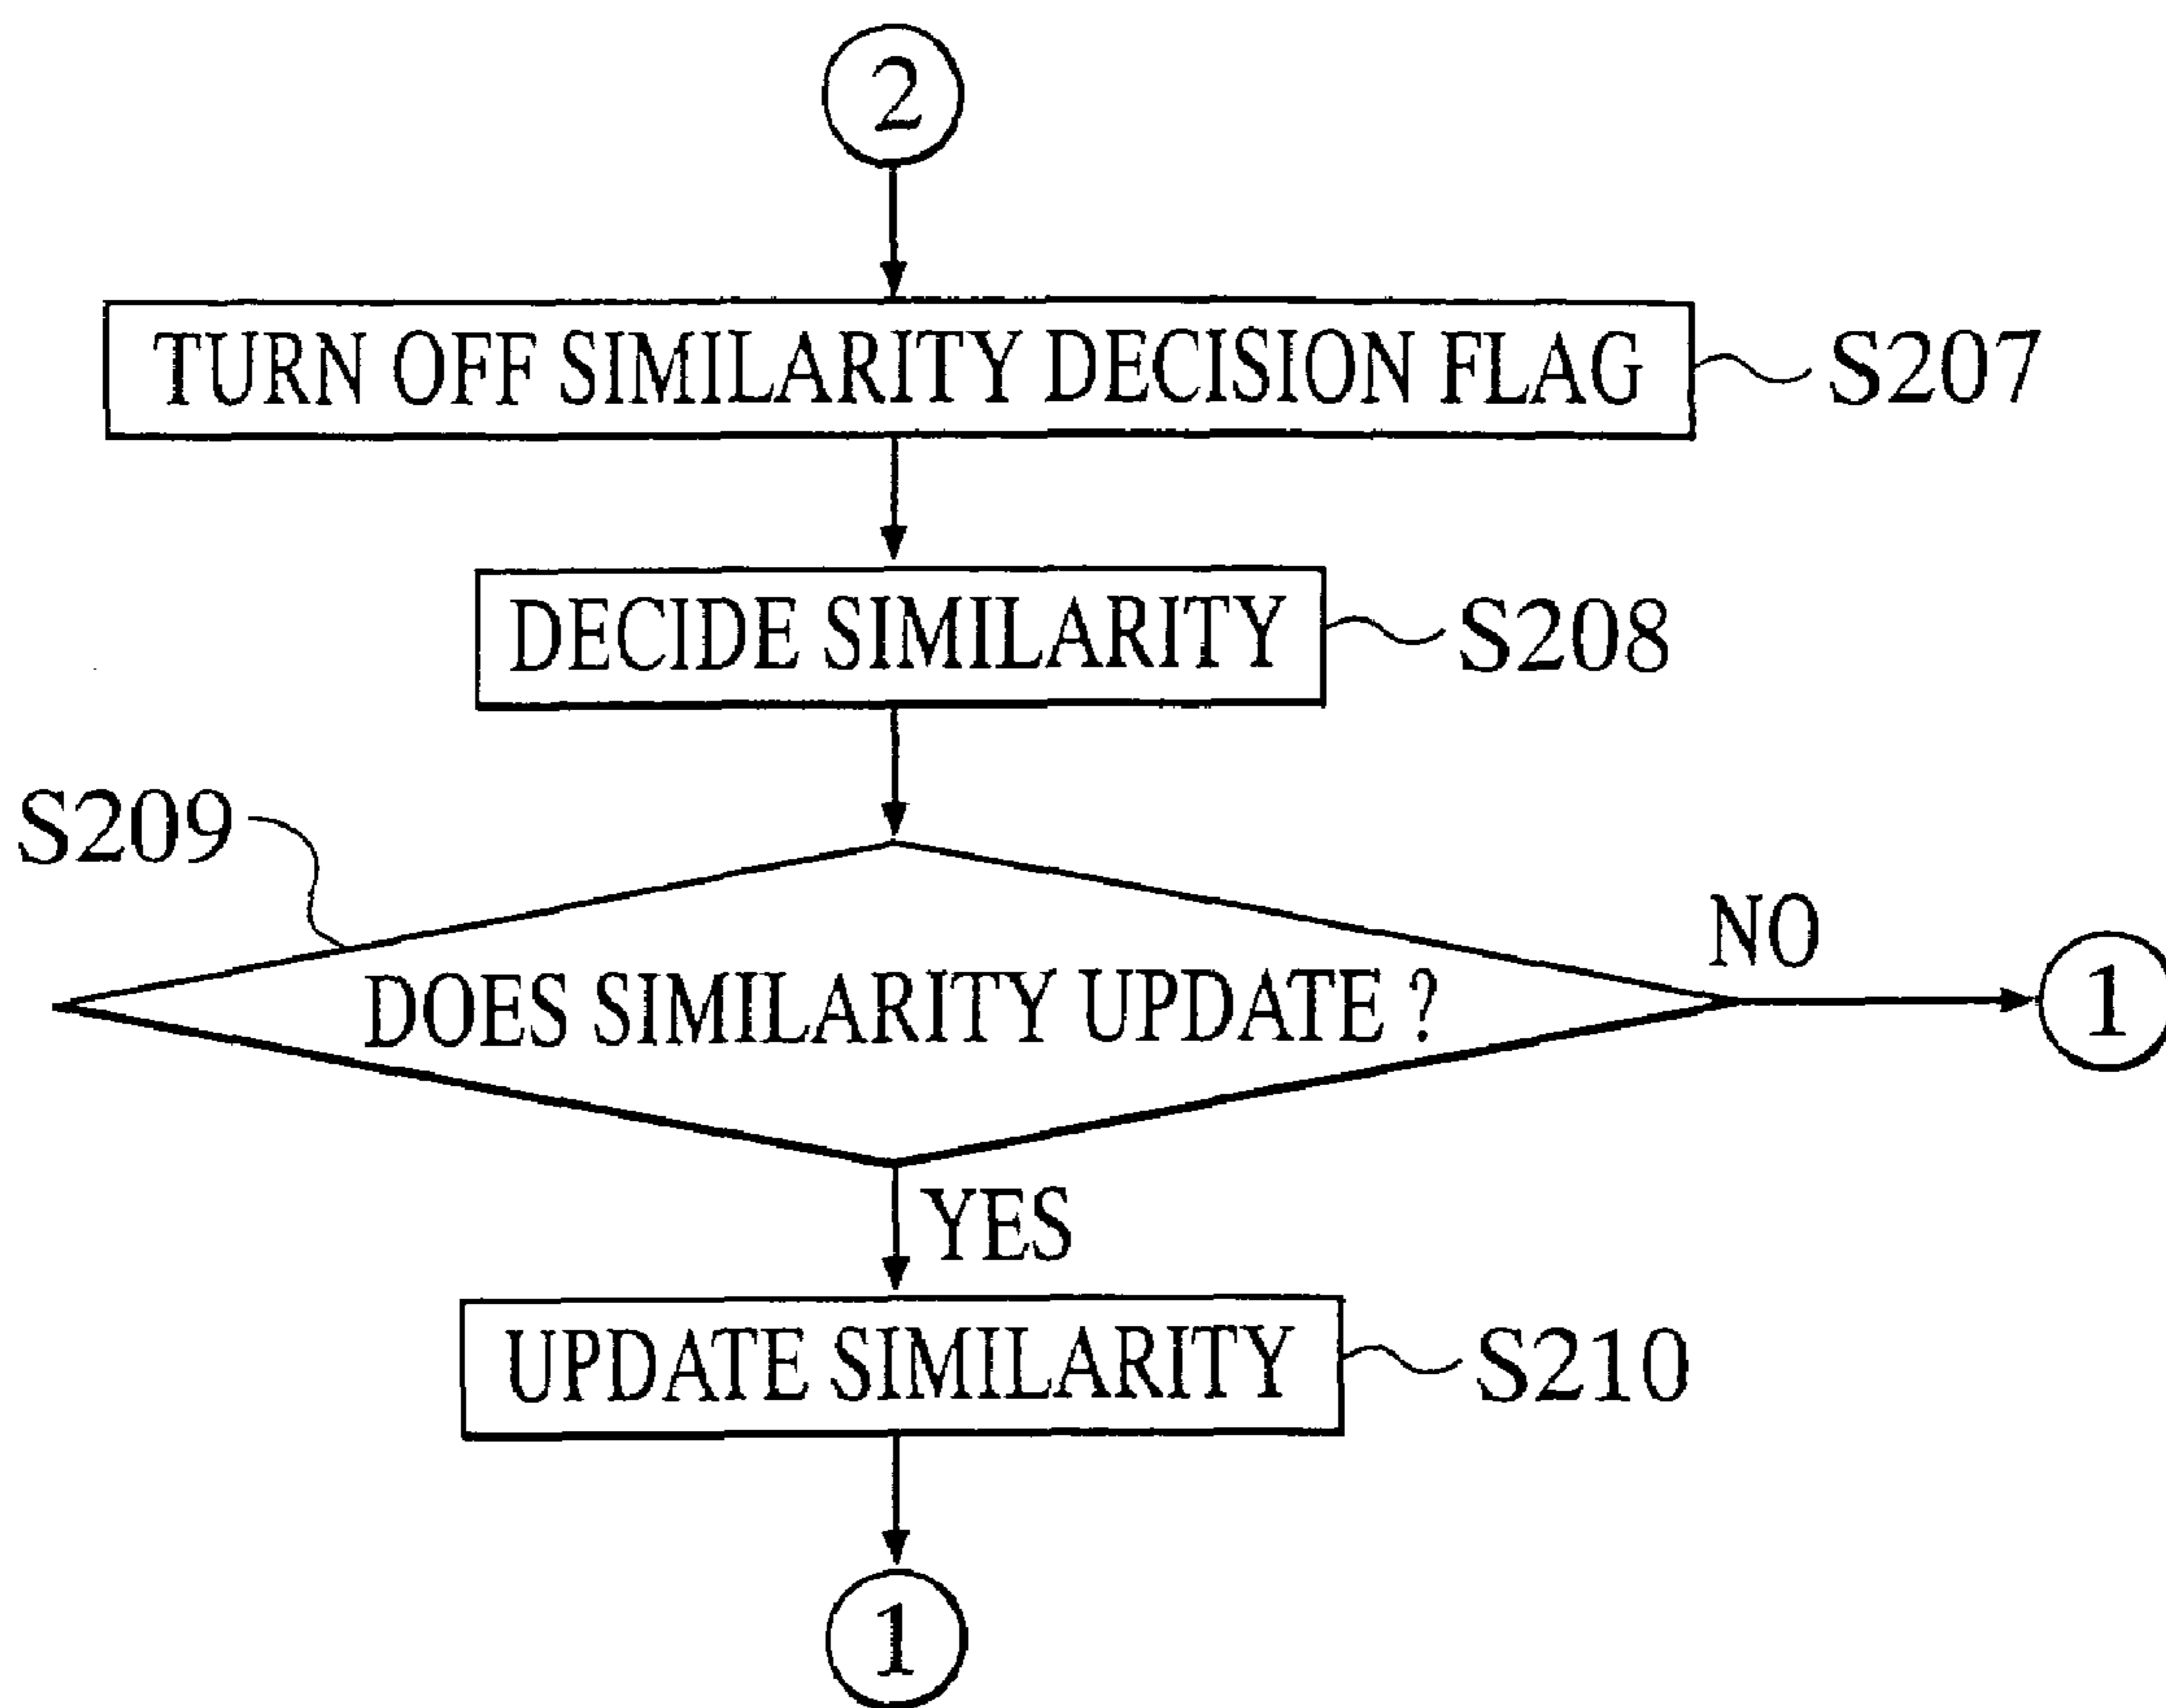 2
TURN OFF SIMILARITY DECISION FLAG
S207
DECIDE SIMILARITY
S208
S209
DOES SIMILARITY UPDATE ?
NO
1
YES
UPDATE SIMILARITY
S210
1